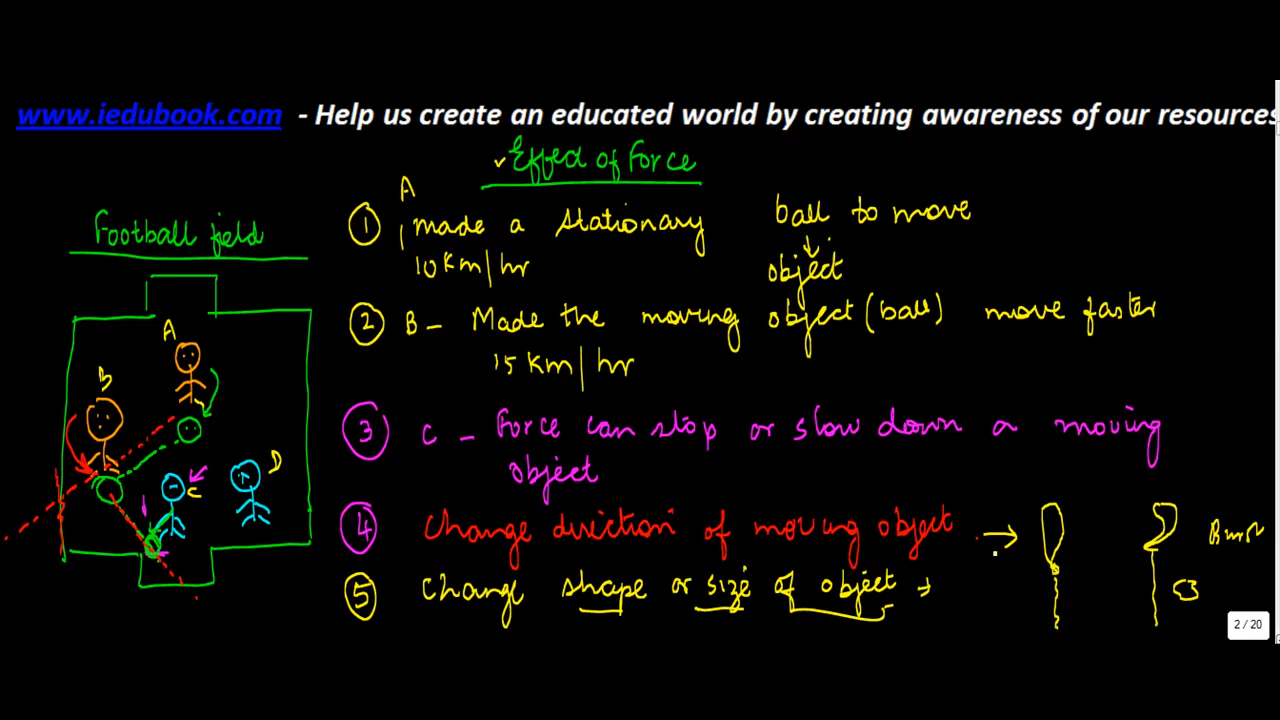 www.iedubook.com - Help us create an educated world by creating awareness of our resources
Effect of Force
Football field
A
① made a stationary ball to move
10 Km/hr object
② B - Made the moving object (ball) move faster
15 Km/hr
③ C - Force can stop or slow down a moving
object
④ Change direction of moving object
⑤ Change shape or size of object
A
B
C
D
Burst
2 / 20